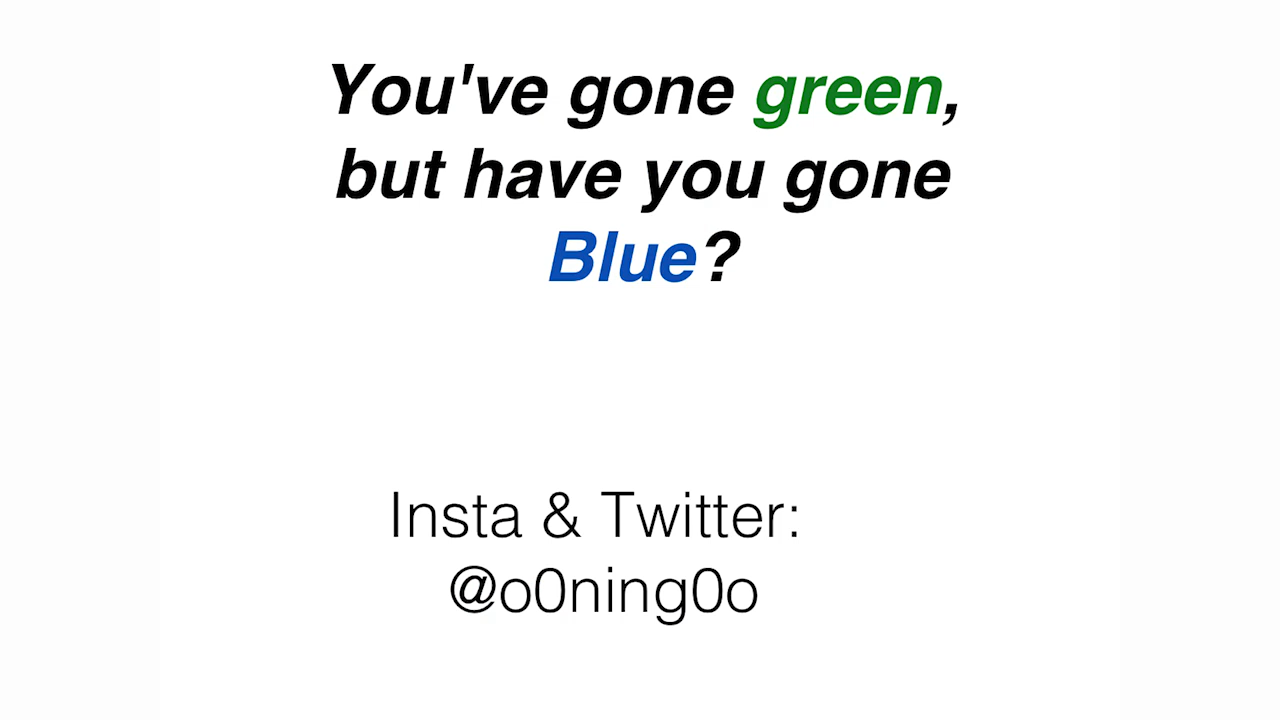 You've gone green,
but have you gone
Blue?
Insta & Twitter:
@o0ning0o